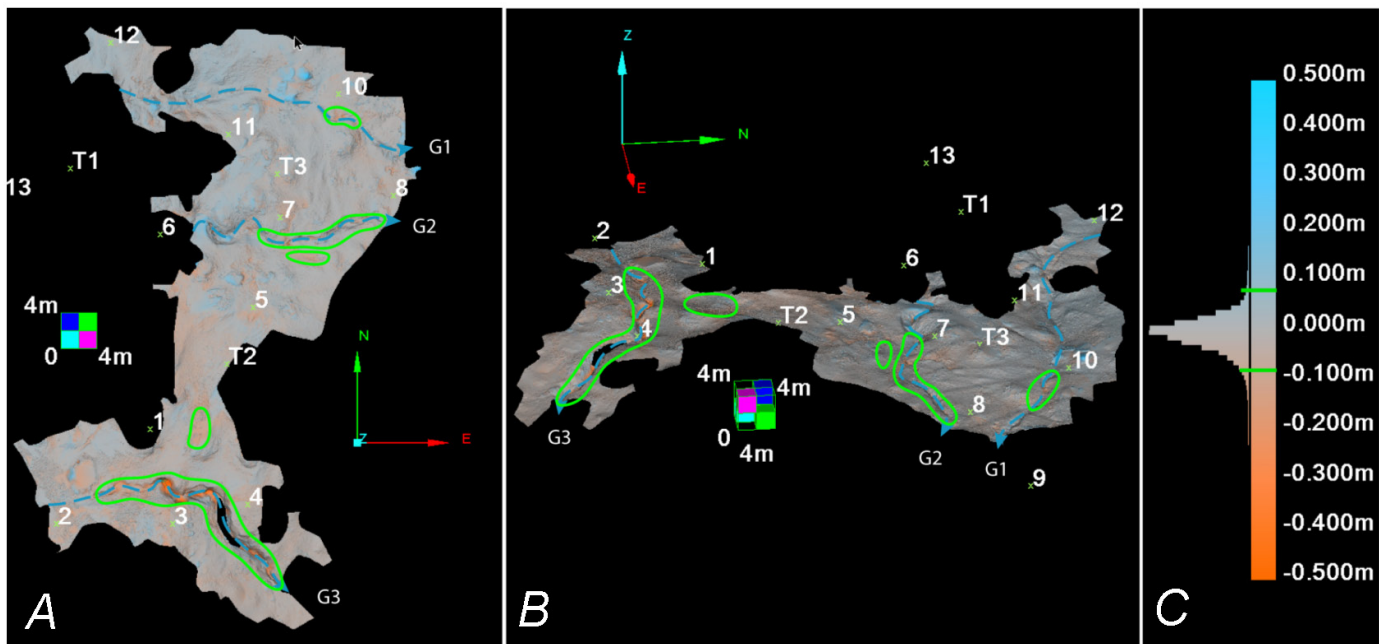 12
10
11
G1
T1
T3
13
8
7
G2
6
5
4m
0
4m
T2
N
Z
E
1
2
3
4
G3
A
Z
N
E
13
T1
12
2
1
6
3
11
4
T2
5
7
T3
10
4m
4m
0
4m
8
G3
G2
G1
9
B
0.500m
0.400m
0.300m
0.200m
0.100m
0.000m
-0.100m
-0.200m
-0.300m
-0.400m
-0.500m
C